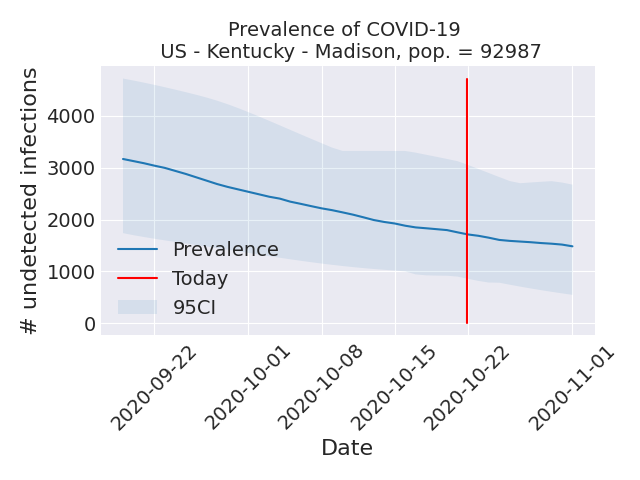 Prevalence of COVID-19
US - Kentucky - Madison, pop. = 92987
# undetected infections
4000
3000
2000
1000
0
Prevalence
Today
95CI
2020-09-22
2020-10-01
2020-10-08
2020-10-15
2020-10-22
2020-11-01
Date